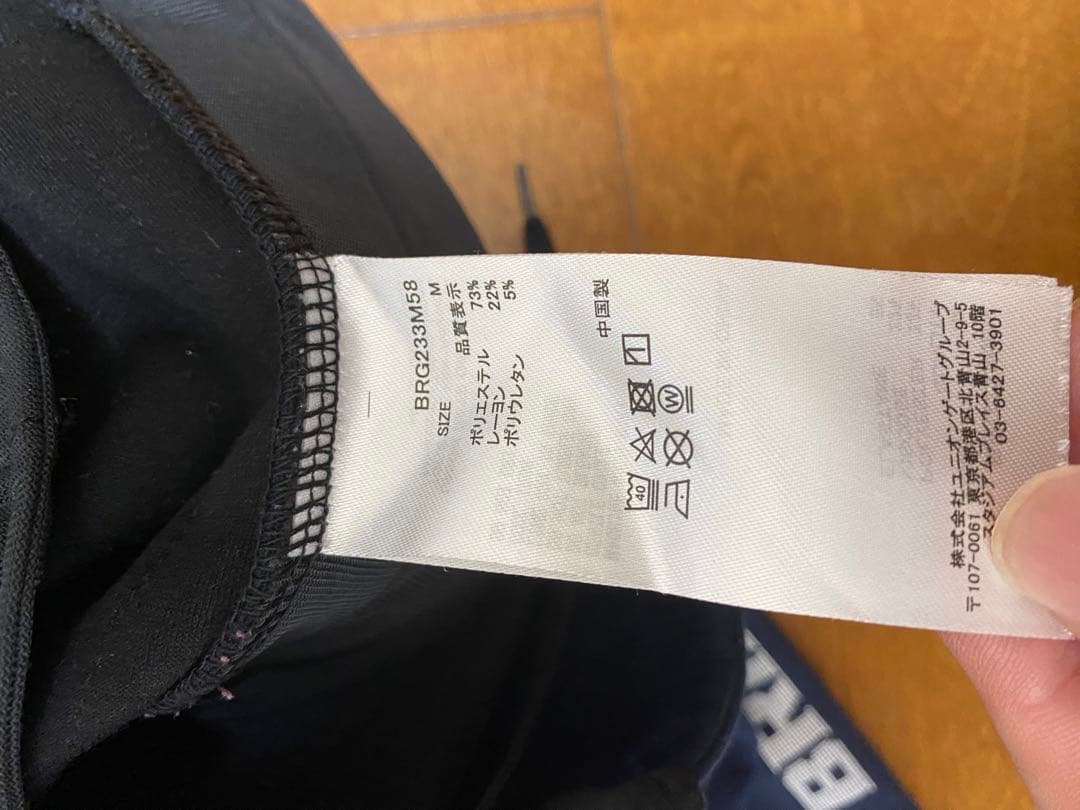 BRG233M58
SIZE M
品質表示
ポリエステル 73%
レーヨン 22%
ポリウレタン 5%
40
W
中国製
株式会社ユニオンゲートグループ
〒107-0061 東京都港区北青山2-9-5
スタジアムプレイス青山 10階
03-6427-3901
BR